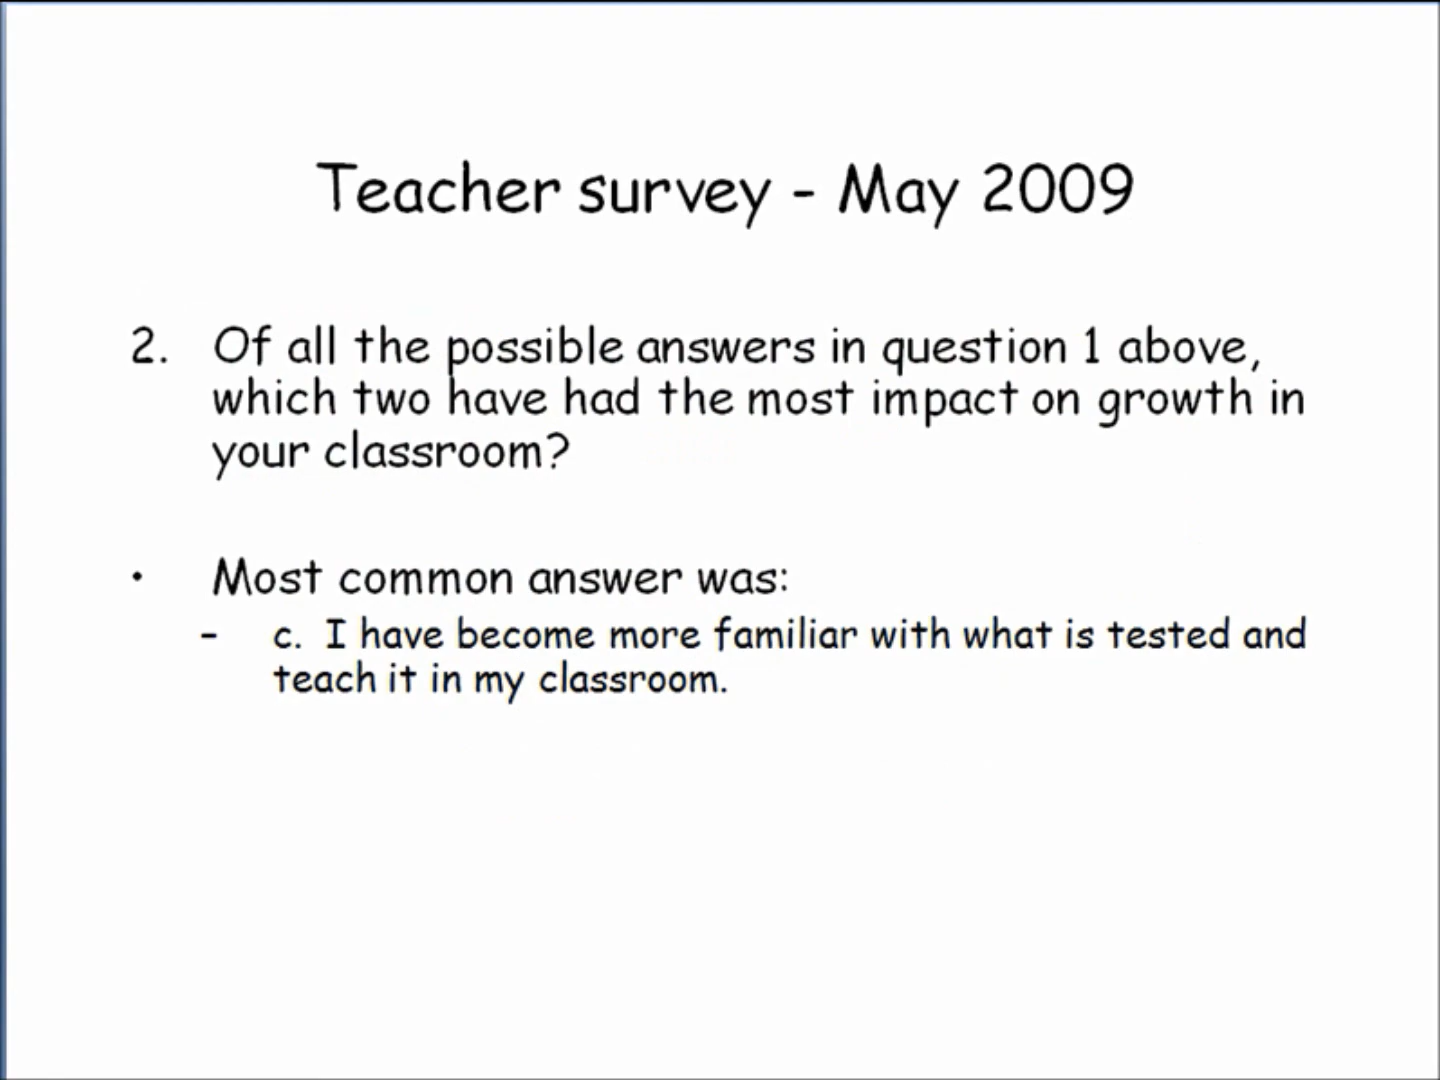 Teacher survey - May 2009
2. Of all the possible answers in question 1 above,
which two have had the most impact on growth in
your classroom?
• Most common answer was:
– c. I have become more familiar with what is tested and
teach it in my classroom.